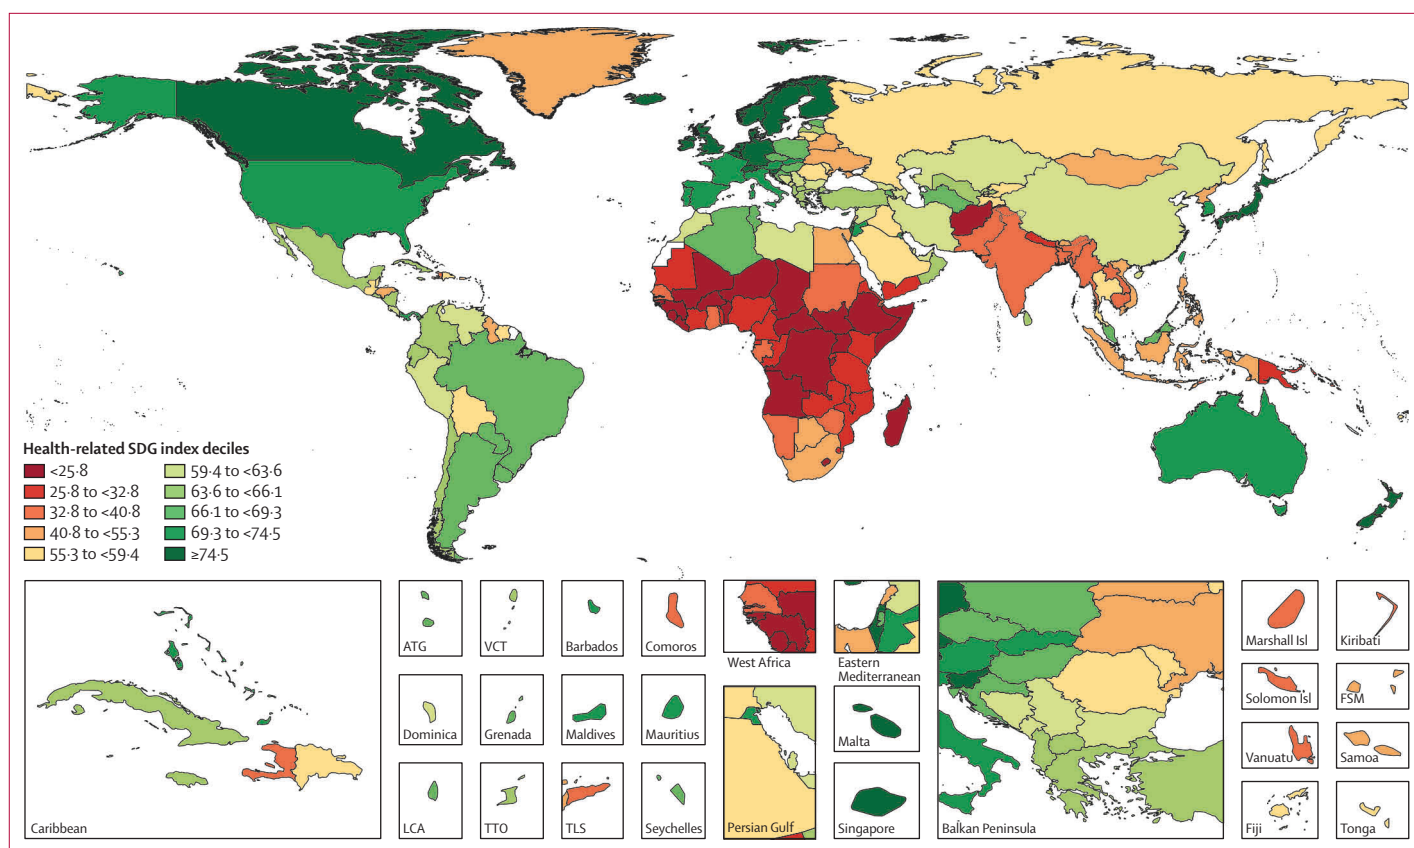 Health-related SDG index deciles
<25·8
25·8 to <32·8
32·8 to <40·8
40·8 to <55·3
55·3 to <59·4
59·4 to <63·6
63·6 to <66·1
66·1 to <69·3
69·3 to <74·5
≥74·5
Caribbean
ATG
VCT
Barbados
Comoros
Dominica
Grenada
Maldives
Mauritius
LCA
TTO
TLS
Seychelles
West Africa
Eastern
Mediterranean
Persian Gulf
Malta
Singapore
Balkan Peninsula
Marshall Isl
Kiribati
Solomon Isl
FSM
Vanuatu
Samoa
Fiji
Tonga